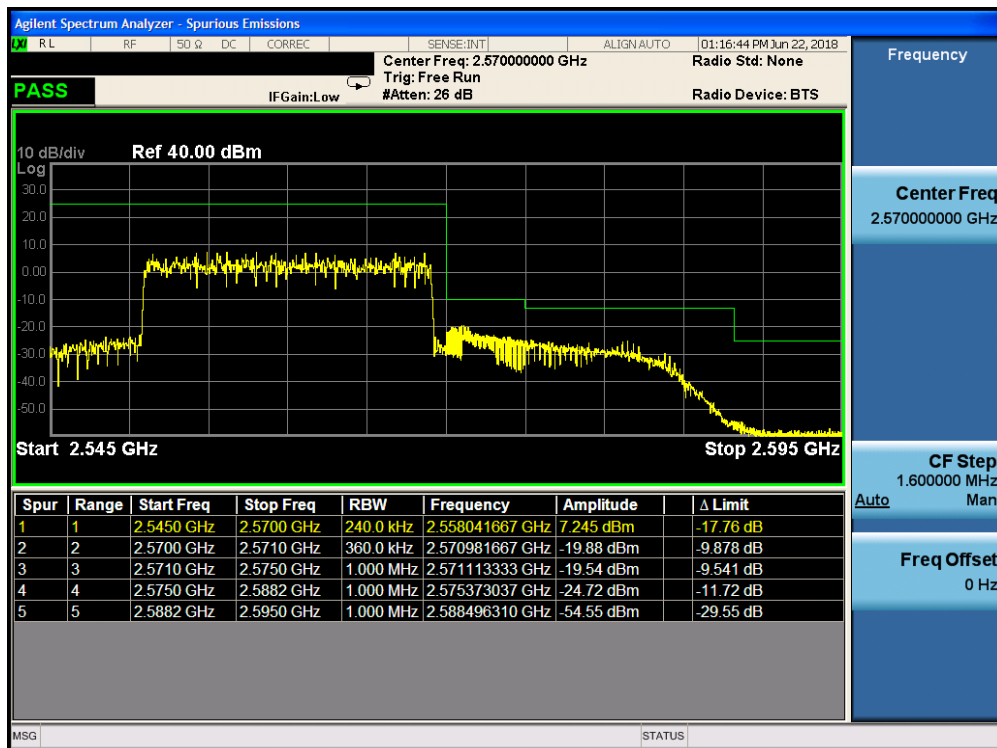 Agilent Spectrum Analyzer - Spurious Emissions
LXI RL RF 50 Ω DC CORREC SENSE:INT ALIGN AUTO 01:16:44 PM Jun 22, 2018
Center Freq: 2.570000000 GHz Radio Std: None
Trig: Free Run
PASS IFGain:Low #Atten: 26 dB Radio Device: BTS
10 dB/div Ref 40.00 dBm
Log
30.0
20.0
10.0
0.00
-10.0
-20.0
-30.0
-40.0
-50.0
Start 2.545 GHz Stop 2.595 GHz
Spur Range Start Freq Stop Freq RBW Frequency Amplitude Δ Limit
1 1 2.5450 GHz 2.5700 GHz 240.0 kHz 2.558041667 GHz 7.245 dBm -17.76 dB
2 2 2.5700 GHz 2.5710 GHz 360.0 kHz 2.570981667 GHz -19.88 dBm -9.878 dB
3 3 2.5710 GHz 2.5750 GHz 1.000 MHz 2.571113333 GHz -19.54 dBm -9.541 dB
4 4 2.5750 GHz 2.5882 GHz 1.000 MHz 2.575373037 GHz -24.72 dBm -11.72 dB
5 5 2.5882 GHz 2.5950 GHz 1.000 MHz 2.588496310 GHz -54.55 dBm -29.55 dB
MSG STATUS
Frequency
Center Freq
2.570000000 GHz
CF Step
1.600000 MHz
Auto Man
Freq Offset
0 Hz